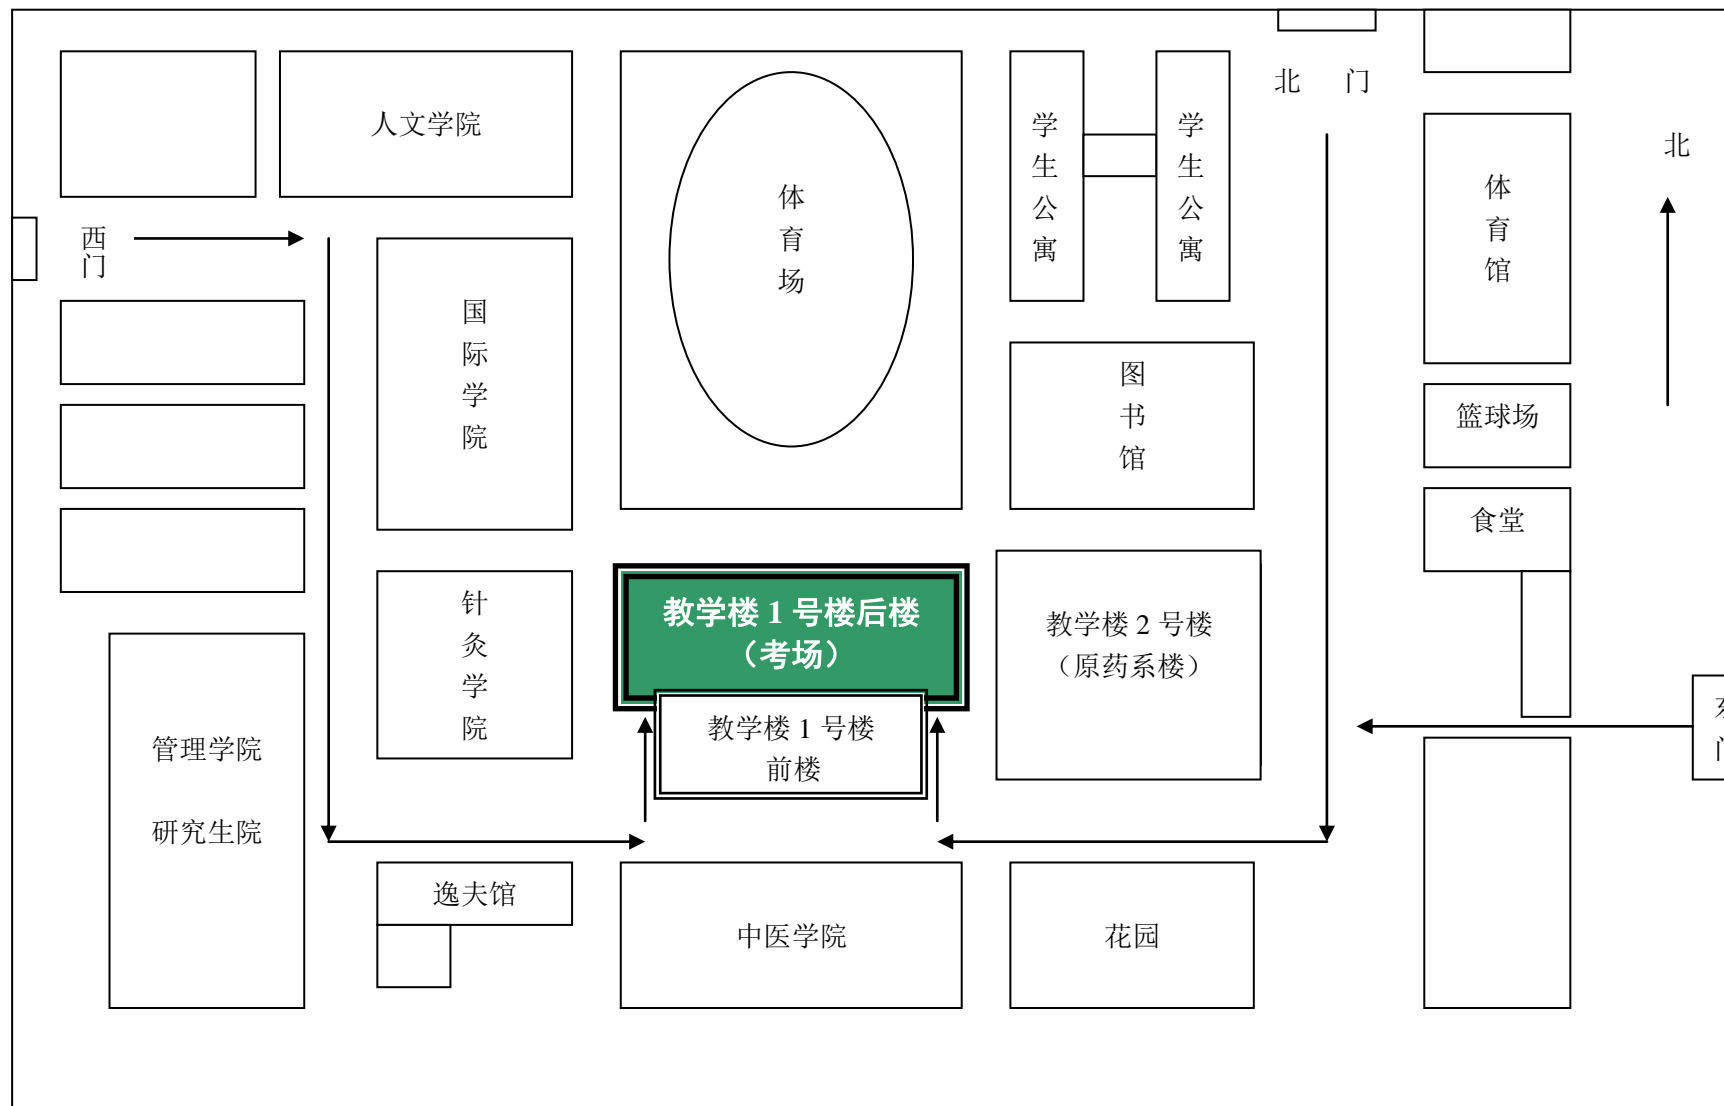 北 门
人文学院
学生公寓
学生公寓
北
体育场
体育馆
西门
国际学院
图书馆
篮球场
食堂
针灸学院
教学楼 1 号楼后楼
（考场）
教学楼 2 号楼
（原药系楼）
教学楼 1 号楼
前楼
管理学院
研究生院
逸夫馆
中医学院
花园